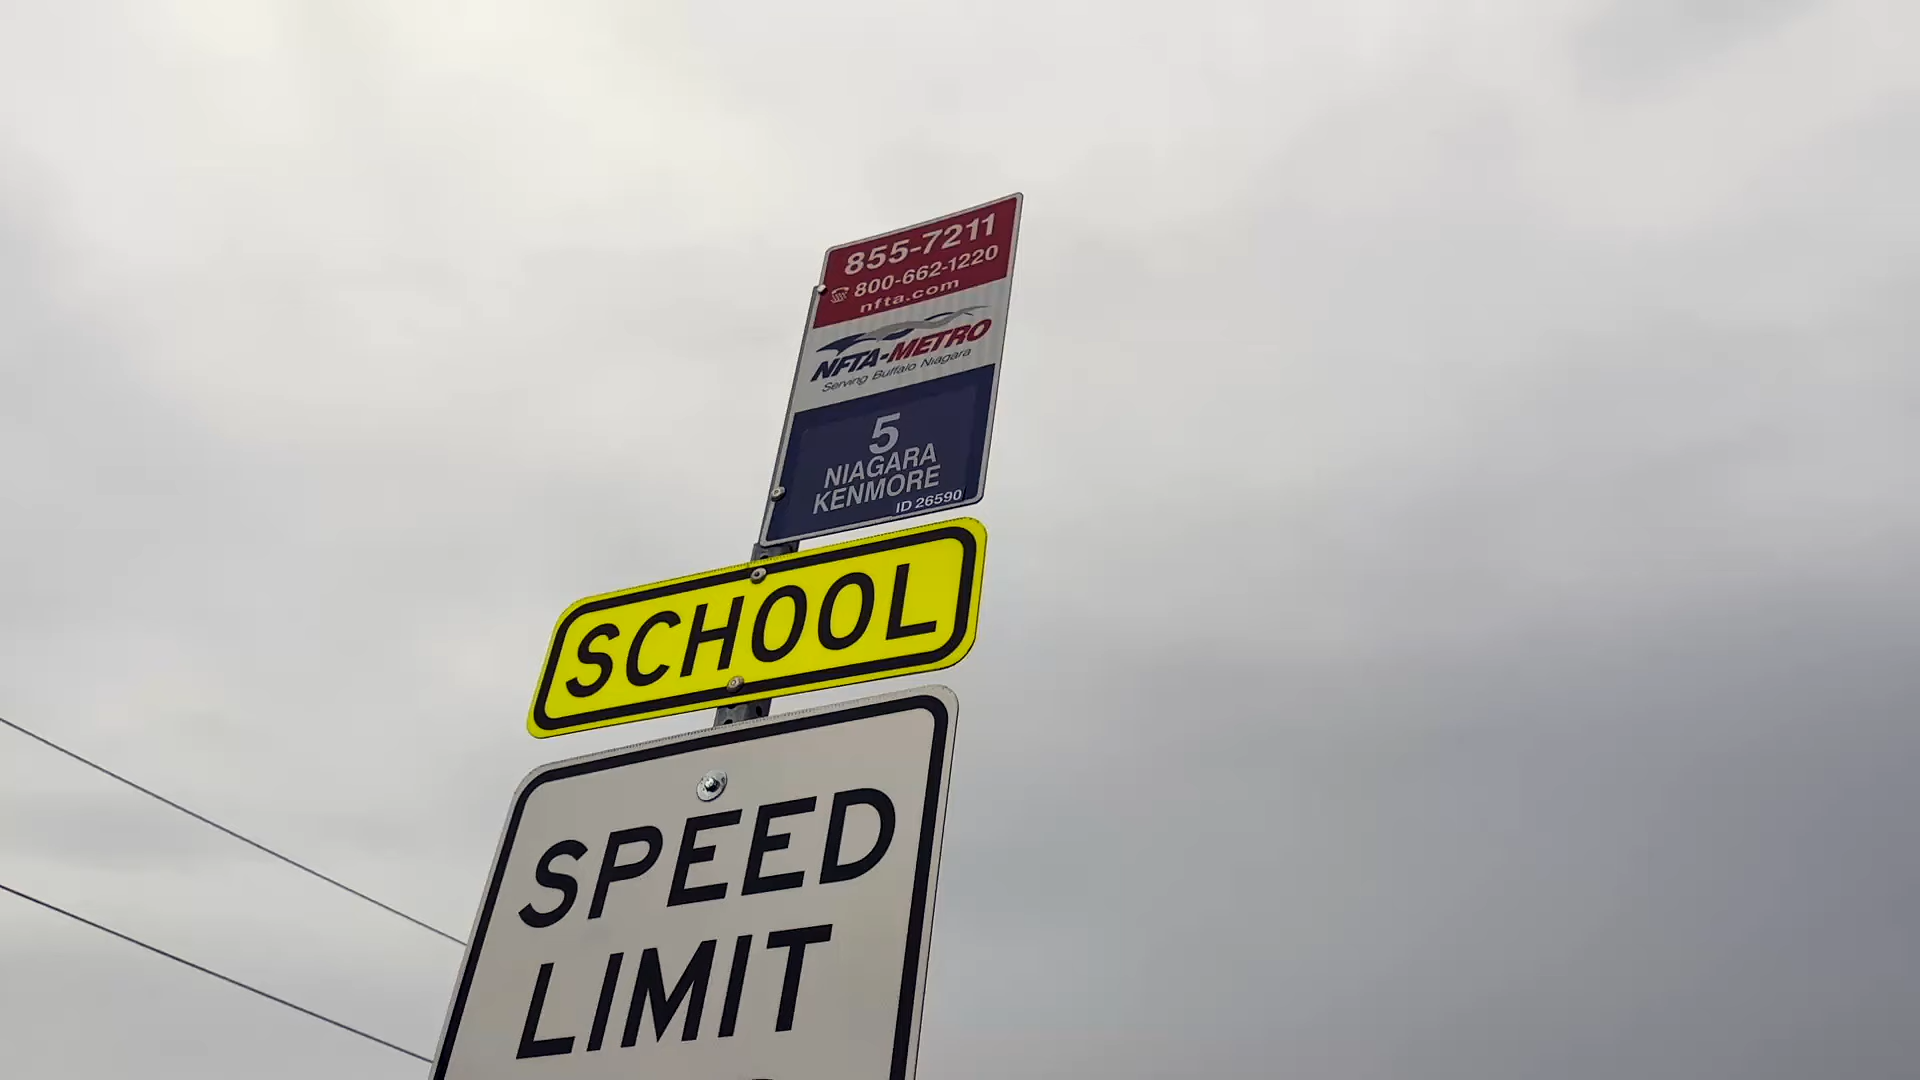 855-7211
800-662-1220
nfta.com
NFTA-METRO
Serving Buffalo Niagara
5
NIAGARA
KENMORE
ID 26590
SCHOOL
SPEED
LIMIT